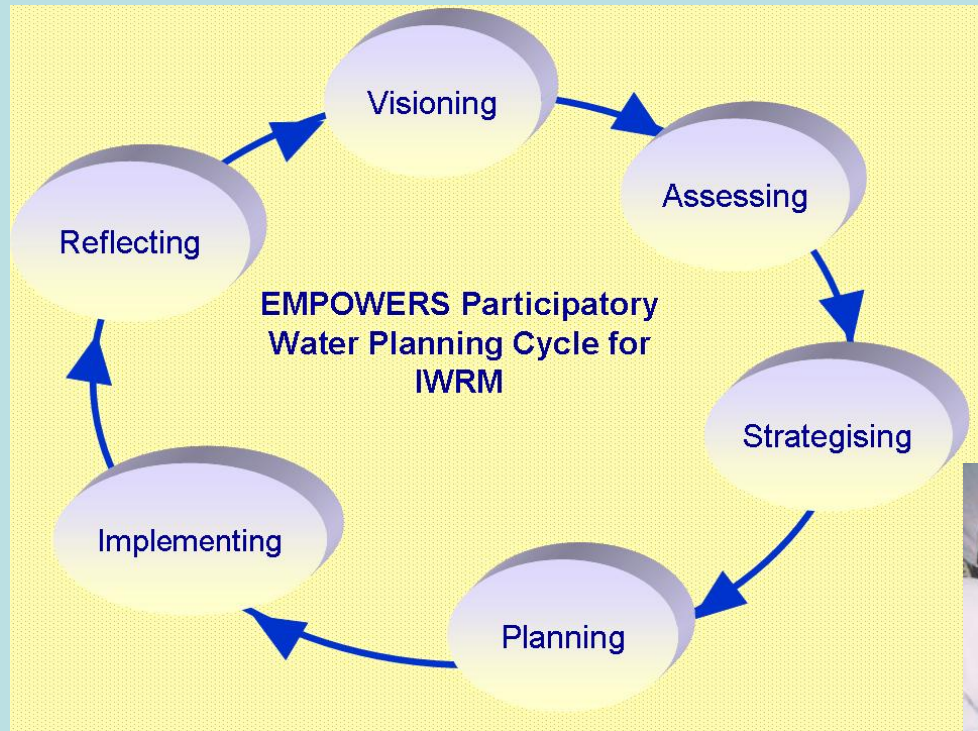 Visioning
Assessing
Reflecting
EMPOWERS Participatory
Water Planning Cycle for
IWRM
Strategising
Implementing
Planning